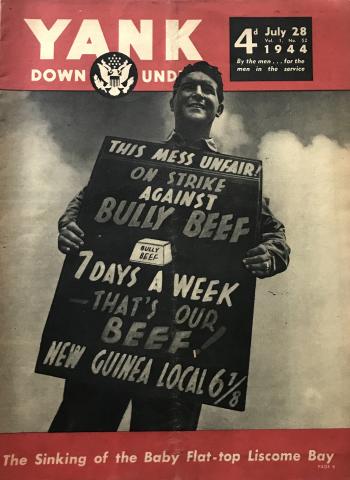 YANK
DOWN UNDER
4d July 28
Vol. 1, No. 52
1944
By the men . . . for the
men in the service
THIS MESS UNFAIR!
ON STRIKE
AGAINST
BULLY BEEF
BULLY
BEEF
7 DAYS A WEEK
—THAT'S OUR
BEEF!
NEW GUINEA LOCAL 6 7/8
The Sinking of the Baby Flat-top Liscome Bay